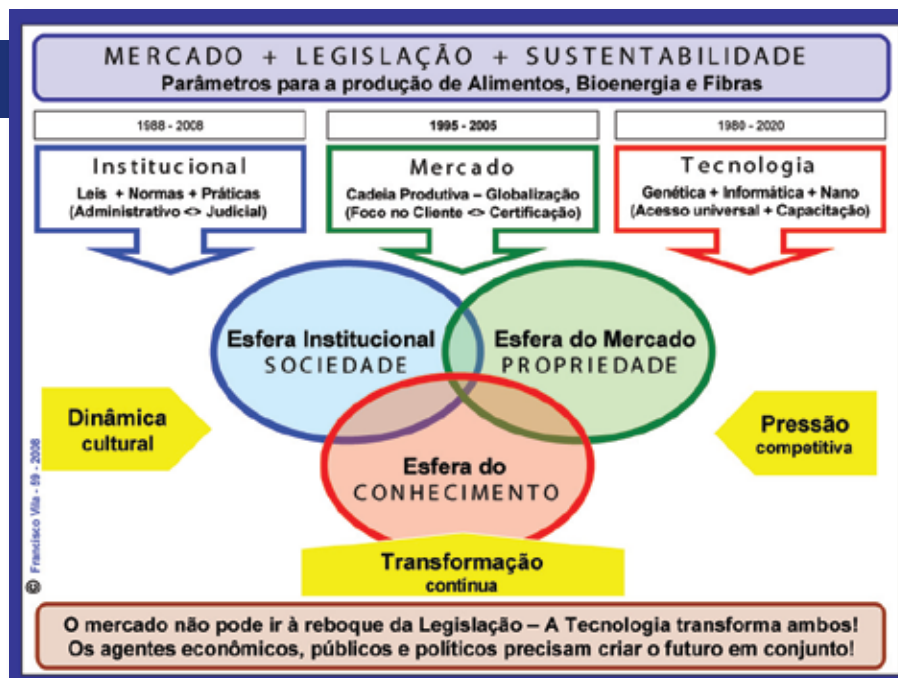 MERCADO + LEGISLAÇÃO + SUSTENTABILIDADE
Parâmetros para a produção de Alimentos, Bioenergia e Fibras
1988 - 2008
Institucional
Leis + Normas + Práticas
(Administrativo <> Judicial)
1995 - 2005
Mercado
Cadeia Produtiva – Globalização
(Foco no Cliente <> Certificação)
1980 - 2020
Tecnologia
Genética + Informática + Nano
(Acesso universal + Capacitação)
Esfera Institucional
SOCIEDADE
Esfera do Mercado
PROPRIEDADE
Dinâmica
cultural
Pressão
competitiva
Esfera do
CONHECIMENTO
Transformação
contínua
© Francisco Vila - 59 - 2008
O mercado não pode ir à reboque da Legislação – A Tecnologia transforma ambos!
Os agentes econômicos, públicos e políticos precisam criar o futuro em conjunto!